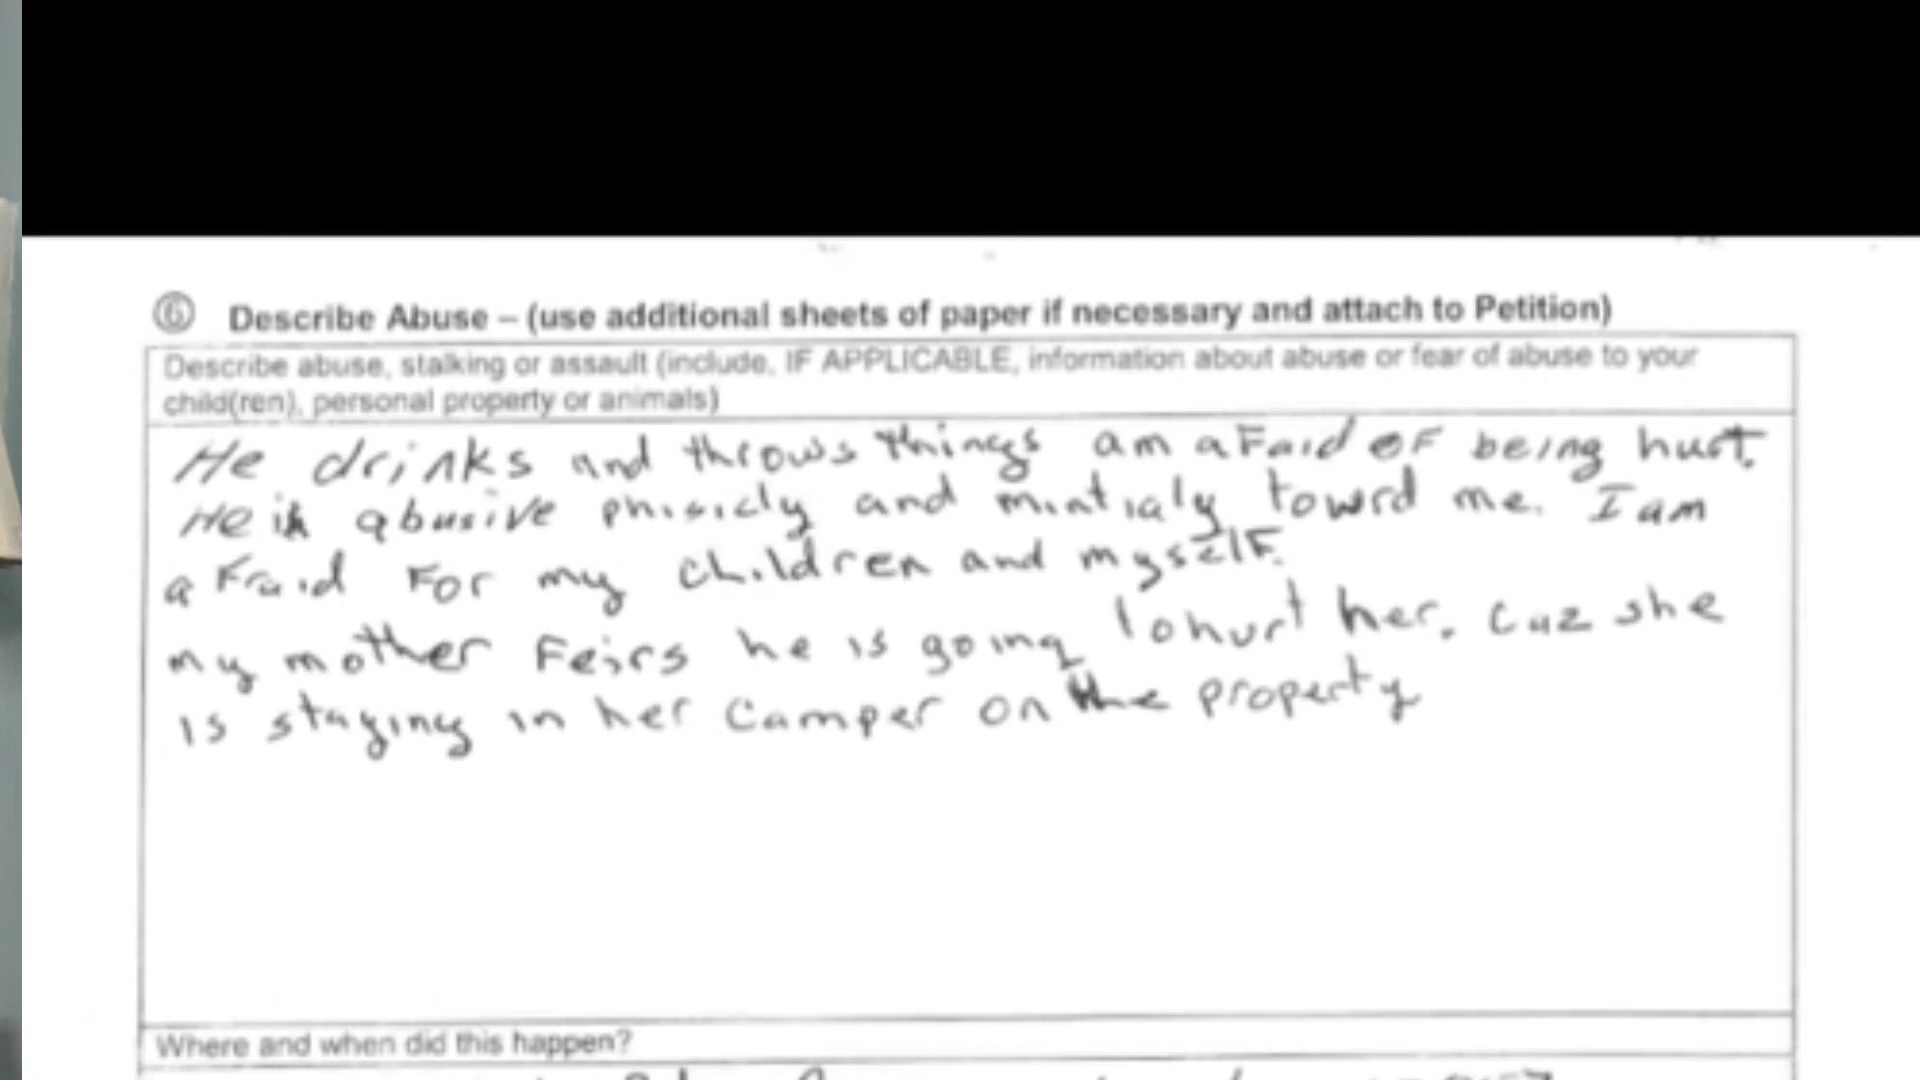 ⑥ Describe Abuse – (use additional sheets of paper if necessary and attach to Petition)
Describe abuse, stalking or assault (include, IF APPLICABLE, information about abuse or fear of abuse to your
child(ren), personal property or animals)
He drinks and throws things am aFaid oF being hurt.
He is abusive phisicly and mintialy towrd me. I am
aFraid For my children and myselF.
my mother Feirs he is going to hurt her. Cuz she
is staying in her Camper on the property
Where and when did this happen?